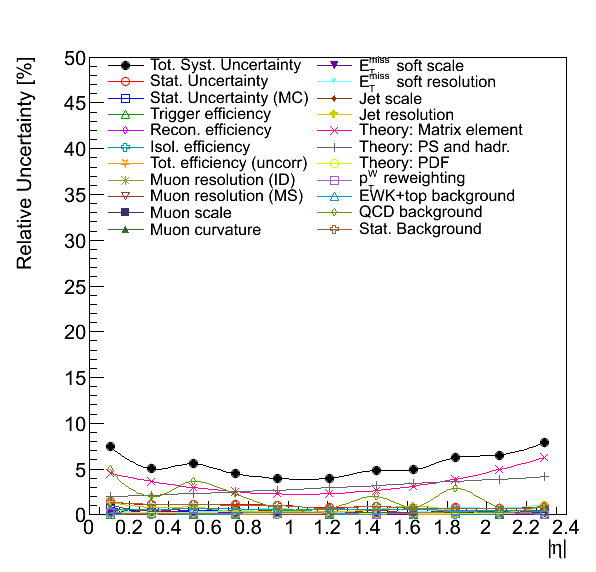 Relative Uncertainty [%]
50
45
40
35
30
25
20
15
10
5
0
Tot. Syst. Uncertainty
Stat. Uncertainty
Stat. Uncertainty (MC)
Trigger efficiency
Recon. efficiency
Isol. efficiency
Tot. efficiency (uncorr)
Muon resolution (ID)
Muon resolution (MS)
Muon scale
Muon curvature
E_T^miss soft scale
E_T^miss soft resolution
Jet scale
Jet resolution
Theory: Matrix element
Theory: PS and hadr.
Theory: PDF
p_T^W reweighting
EWK+top background
QCD background
Stat. Background
0 0.2 0.4 0.6 0.8 1 1.2 1.4 1.6 1.8 2 2.2 2.4
|η|